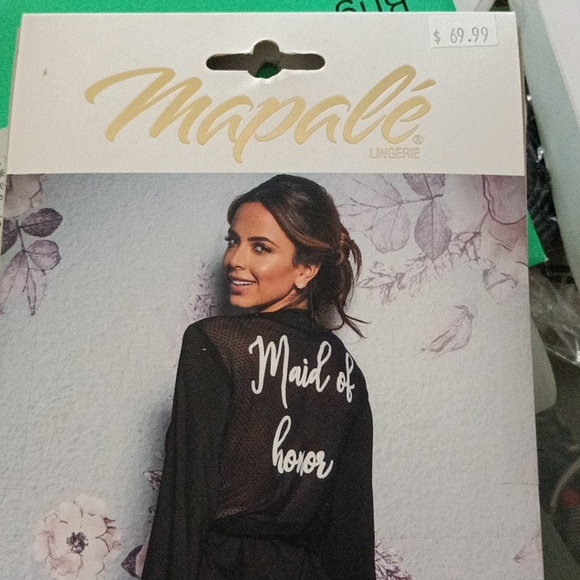 $ 69.99
Mapalé®
LINGERIE
Maid of
honor